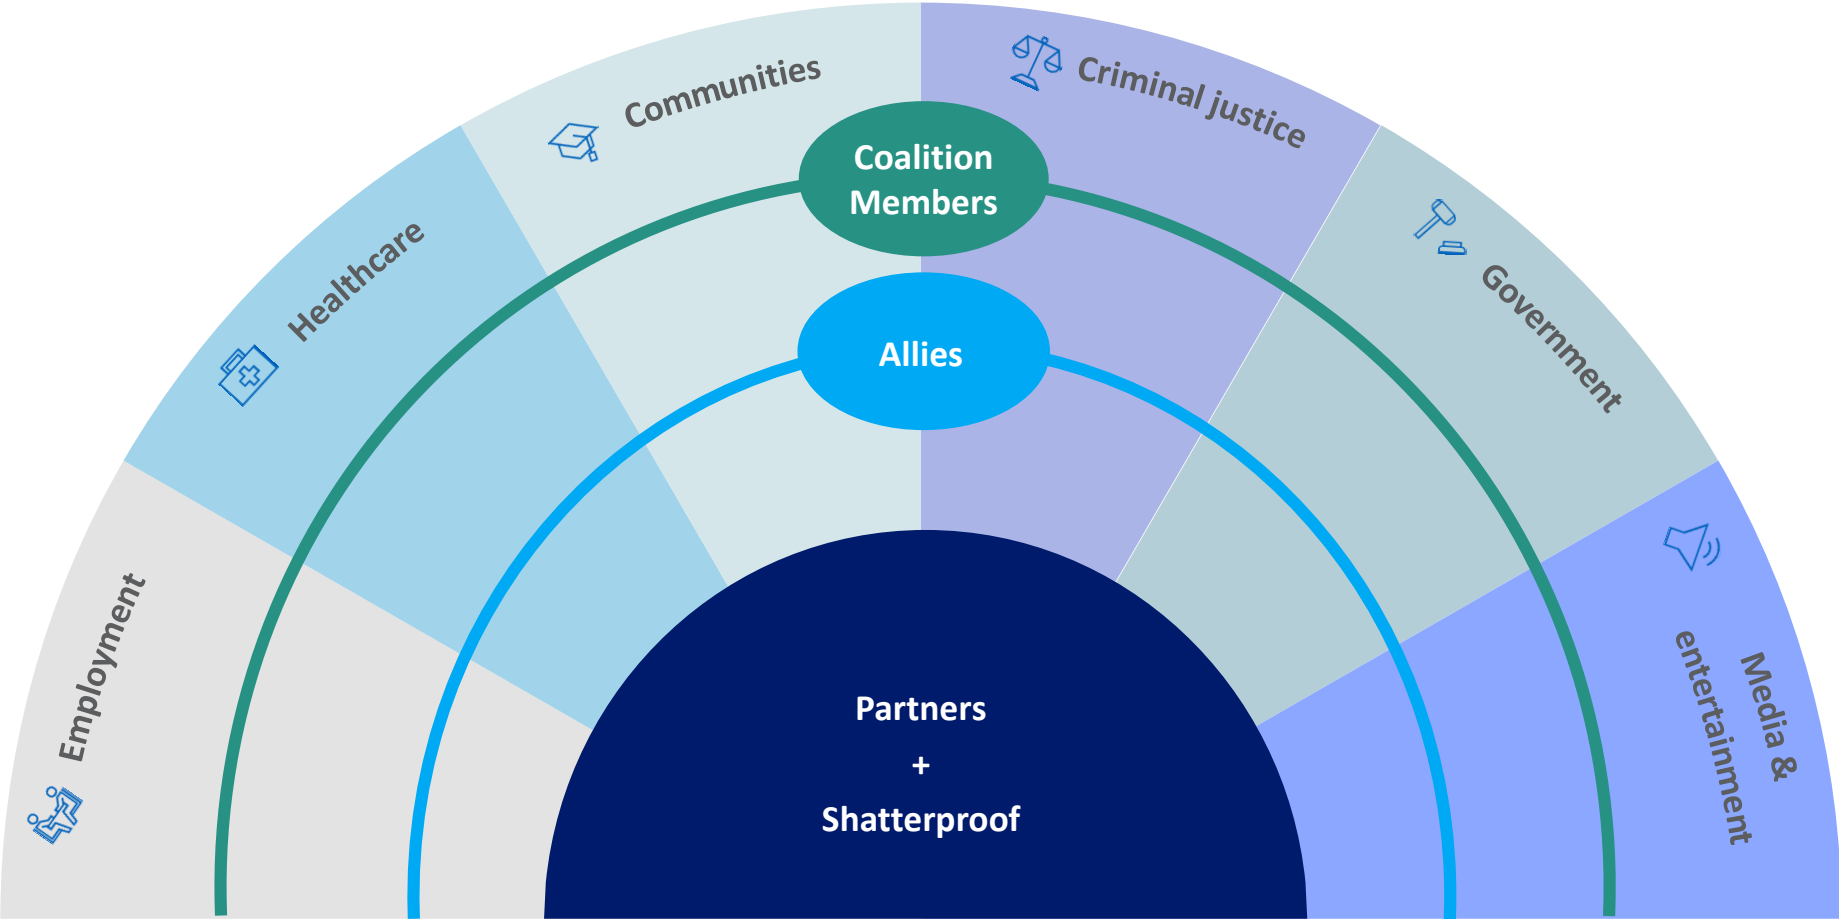 Employment
Healthcare
Communities
Criminal justice
Government
Media &
entertainment
Coalition
Members
Allies
Partners
+
Shatterproof